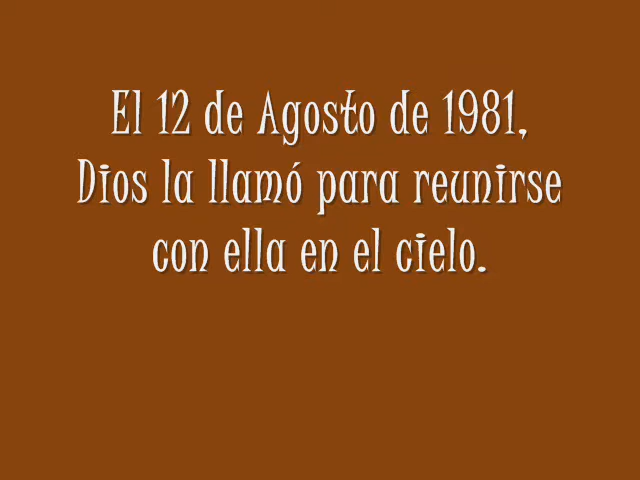 El 12 de Agosto de 1981,
Dios la llamó para reunirse
con ella en el cielo.